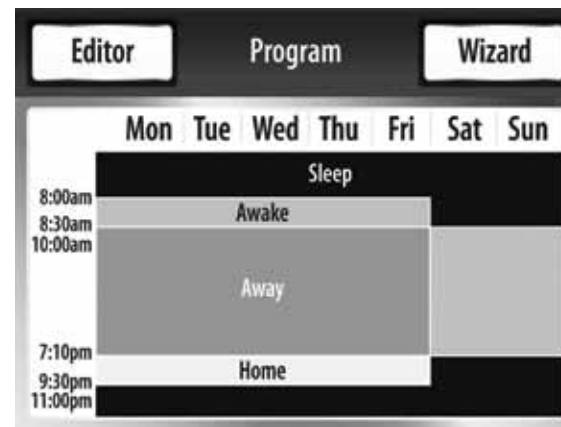 Editor Program Wizard
Mon Tue Wed Thu Fri Sat Sun
Sleep
8:00am
Awake
8:30am
10:00am
Away
7:10pm
Home
9:30pm
11:00pm